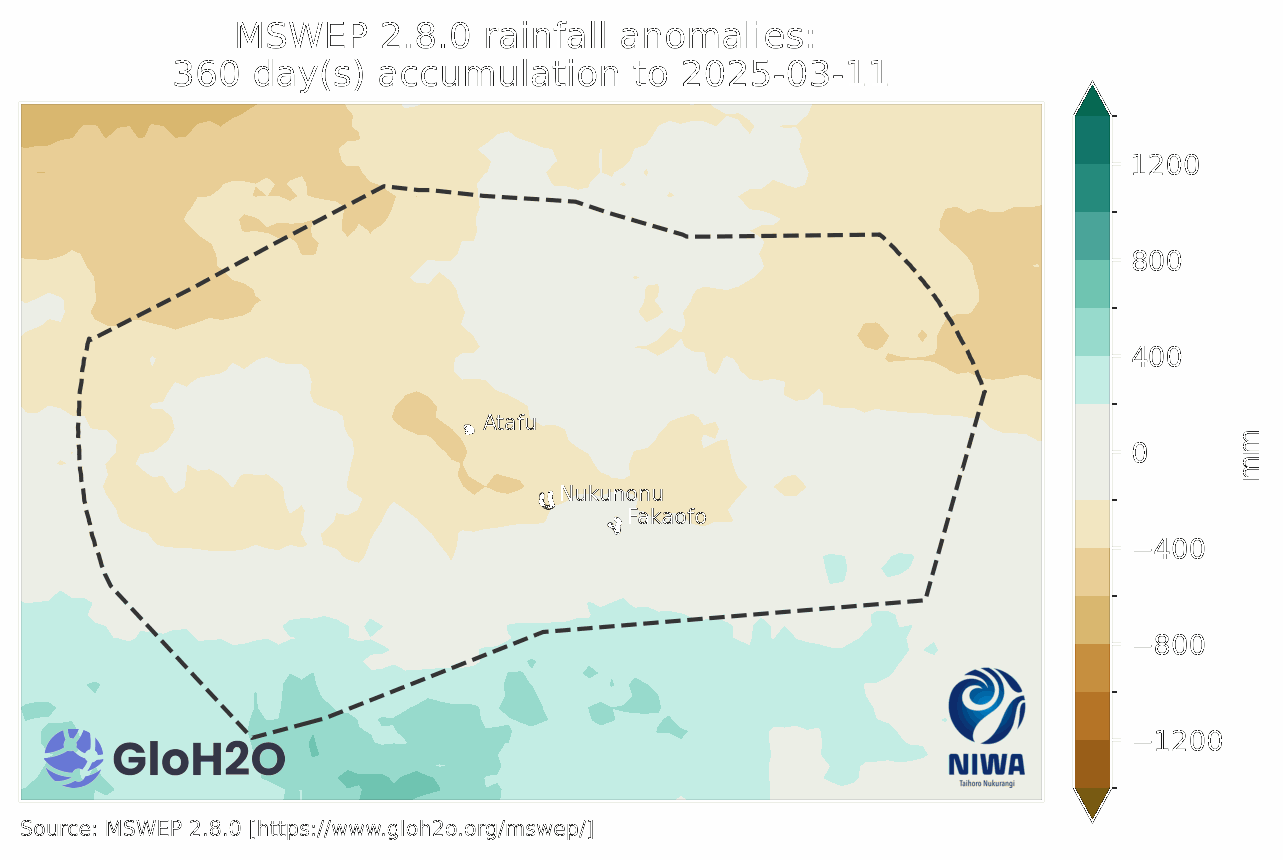 MSWEP 2.8.0 rainfall anomalies:
360 day(s) accumulation to 2025-03-11
1200
800
400
0
−400
−800
−1200
mm
Atafu
Nukunonu
Fakaofo
GloH2O
NIWA
Taihoro Nukurangi
Source: MSWEP 2.8.0 [https://www.gloh2o.org/mswep/]